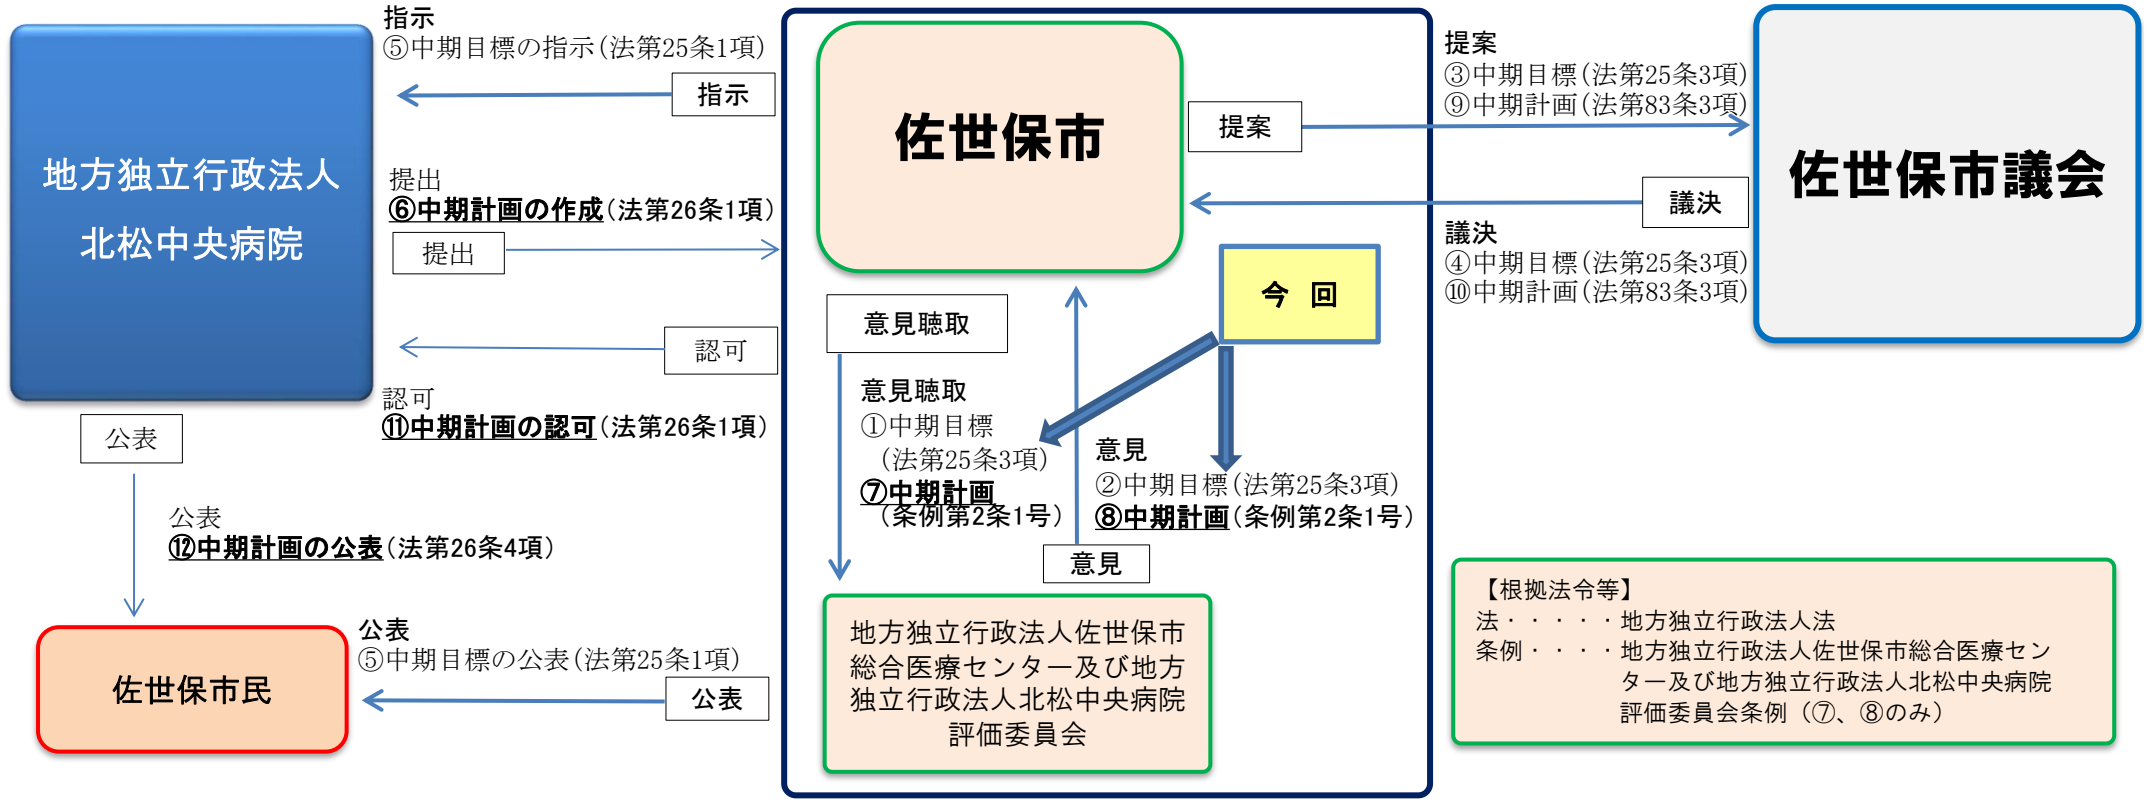 地方独立行政法人
北松中央病院
指示
⑤中期目標の指示(法第25条1項)
指示
提出
⑥中期計画の作成(法第26条1項)
提出
認可
認可
⑪中期計画の認可(法第26条1項)
公表
公表
⑫中期計画の公表(法第26条4項)
佐世保市民
公表
⑤中期目標の公表(法第25条1項)
公表
佐世保市
今 回
意見聴取
意見聴取
①中期目標
(法第25条3項)
⑦中期計画
(条例第2条1号)
意見
②中期目標(法第25条3項)
⑧中期計画(条例第2条1号)
意見
地方独立行政法人佐世保市
総合医療センター及び地方
独立行政法人北松中央病院
評価委員会
提案
提案
③中期目標(法第25条3項)
⑨中期計画(法第83条3項)
議決
議決
④中期目標(法第25条3項)
⑩中期計画(法第83条3項)
佐世保市議会
【根拠法令等】
法・・・・・地方独立行政法人法
条例・・・・地方独立行政法人佐世保市総合医療セン
ター及び地方独立行政法人北松中央病院
評価委員会条例（⑦、⑧のみ）